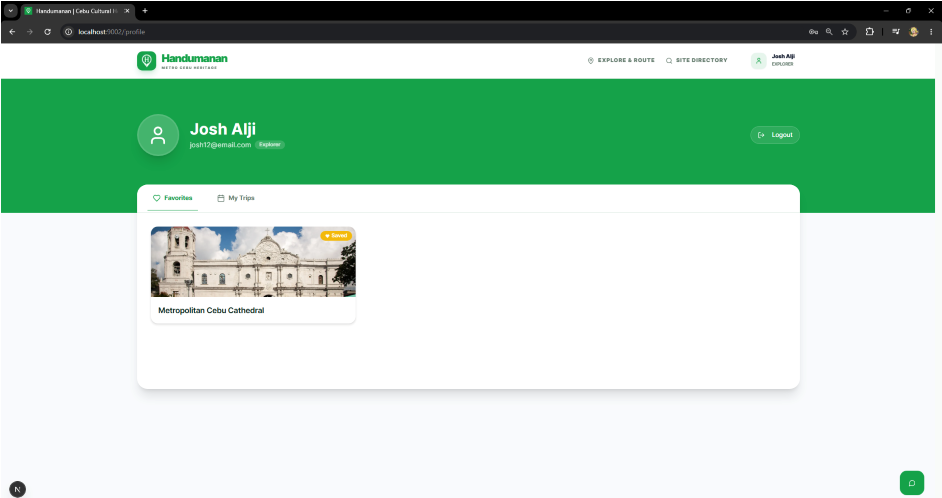 Handumanan | Cebu Cultural H
localhost:9002/profile
Handumanan
METRO CEBU HERITAGE
EXPLORE & ROUTE
SITE DIRECTORY
Josh Alji
EXPLORER
Josh Alji
josh12@email.com
Explorer
Logout
Favorites
My Trips
Saved
Metropolitan Cebu Cathedral
N